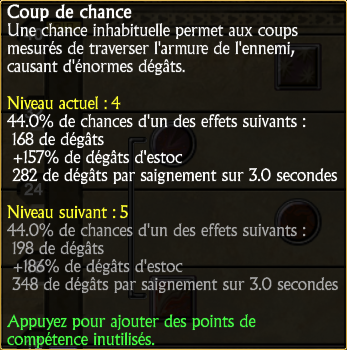 Coup de chance
Une chance inhabituelle permet aux coups
mesurés de traverser l'armure de l'ennemi,
causant d'énormes dégâts.
Niveau actuel : 4
44.0% de chances d'un des effets suivants :
168 de dégâts
+157% de dégâts d'estoc
282 de dégâts par saignement sur 3.0 secondes
24
Niveau suivant : 5
44.0% de chances d'un des effets suivants :
198 de dégâts
+186% de dégâts d'estoc
348 de dégâts par saignement sur 3.0 secondes
Appuyez pour ajouter des points de
compétence inutilisés.